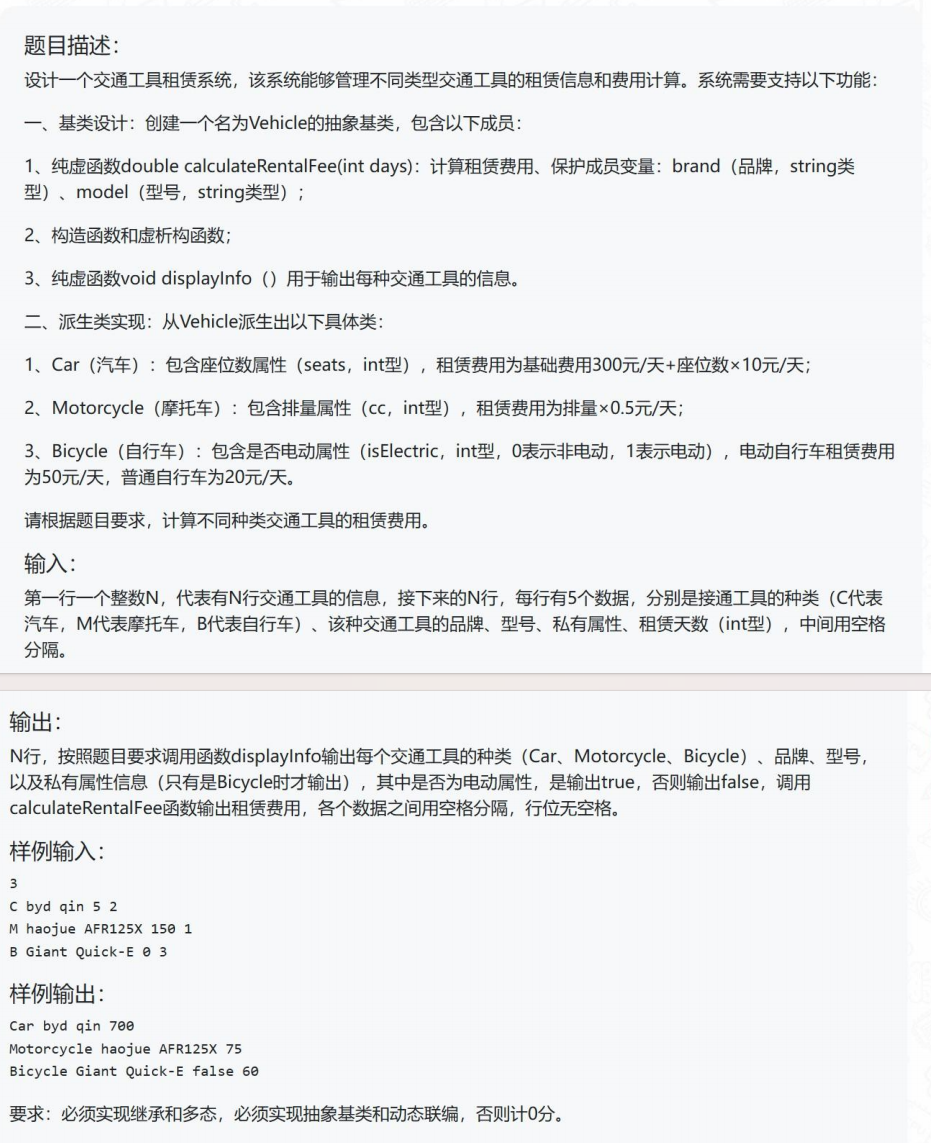 题目描述：
设计一个交通工具租赁系统，该系统能够管理不同类型交通工具的租赁信息和费用计算。系统需要支持以下功能：
一、基类设计：创建一个名为Vehicle的抽象基类，包含以下成员：
1、纯虚函数double calculateRentalFee(int days)：计算租赁费用、保护成员变量：brand（品牌，string类
型）、model（型号，string类型）；
2、构造函数和虚析构函数；
3、纯虚函数void displayInfo（）用于输出每种交通工具的信息。
二、派生类实现：从Vehicle派生出以下具体类：
1、Car（汽车）：包含座位数属性（seats，int型），租赁费用为基础费用300元/天+座位数×10元/天；
2、Motorcycle（摩托车）：包含排量属性（cc，int型），租赁费用为排量×0.5元/天；
3、Bicycle（自行车）：包含是否电动属性（isElectric，int型，0表示非电动，1表示电动），电动自行车租赁费用
为50元/天，普通自行车为20元/天。
请根据题目要求，计算不同种类交通工具的租赁费用。
输入：
第一行一个整数N，代表有N行交通工具的信息，接下来的N行，每行有5个数据，分别是接通工具的种类（C代表
汽车，M代表摩托车，B代表自行车）、该种交通工具的品牌、型号、私有属性、租赁天数（int型），中间用空格
分隔。
输出：
N行，按照题目要求调用函数displayInfo输出每个交通工具的种类（Car、Motorcycle、Bicycle）、品牌、型号，
以及私有属性信息（只有是Bicycle时才输出），其中是否为电动属性，是输出true，否则输出false，调用
calculateRentalFee函数输出租赁费用，各个数据之间用空格分隔，行位无空格。
样例输入：
3
C byd qin 5 2
M haojue AFR125X 150 1
B Giant Quick-E 0 3
样例输出：
Car byd qin 700
Motorcycle haojue AFR125X 75
Bicycle Giant Quick-E false 60
要求：必须实现继承和多态，必须实现抽象基类和动态联编，否则计0分。